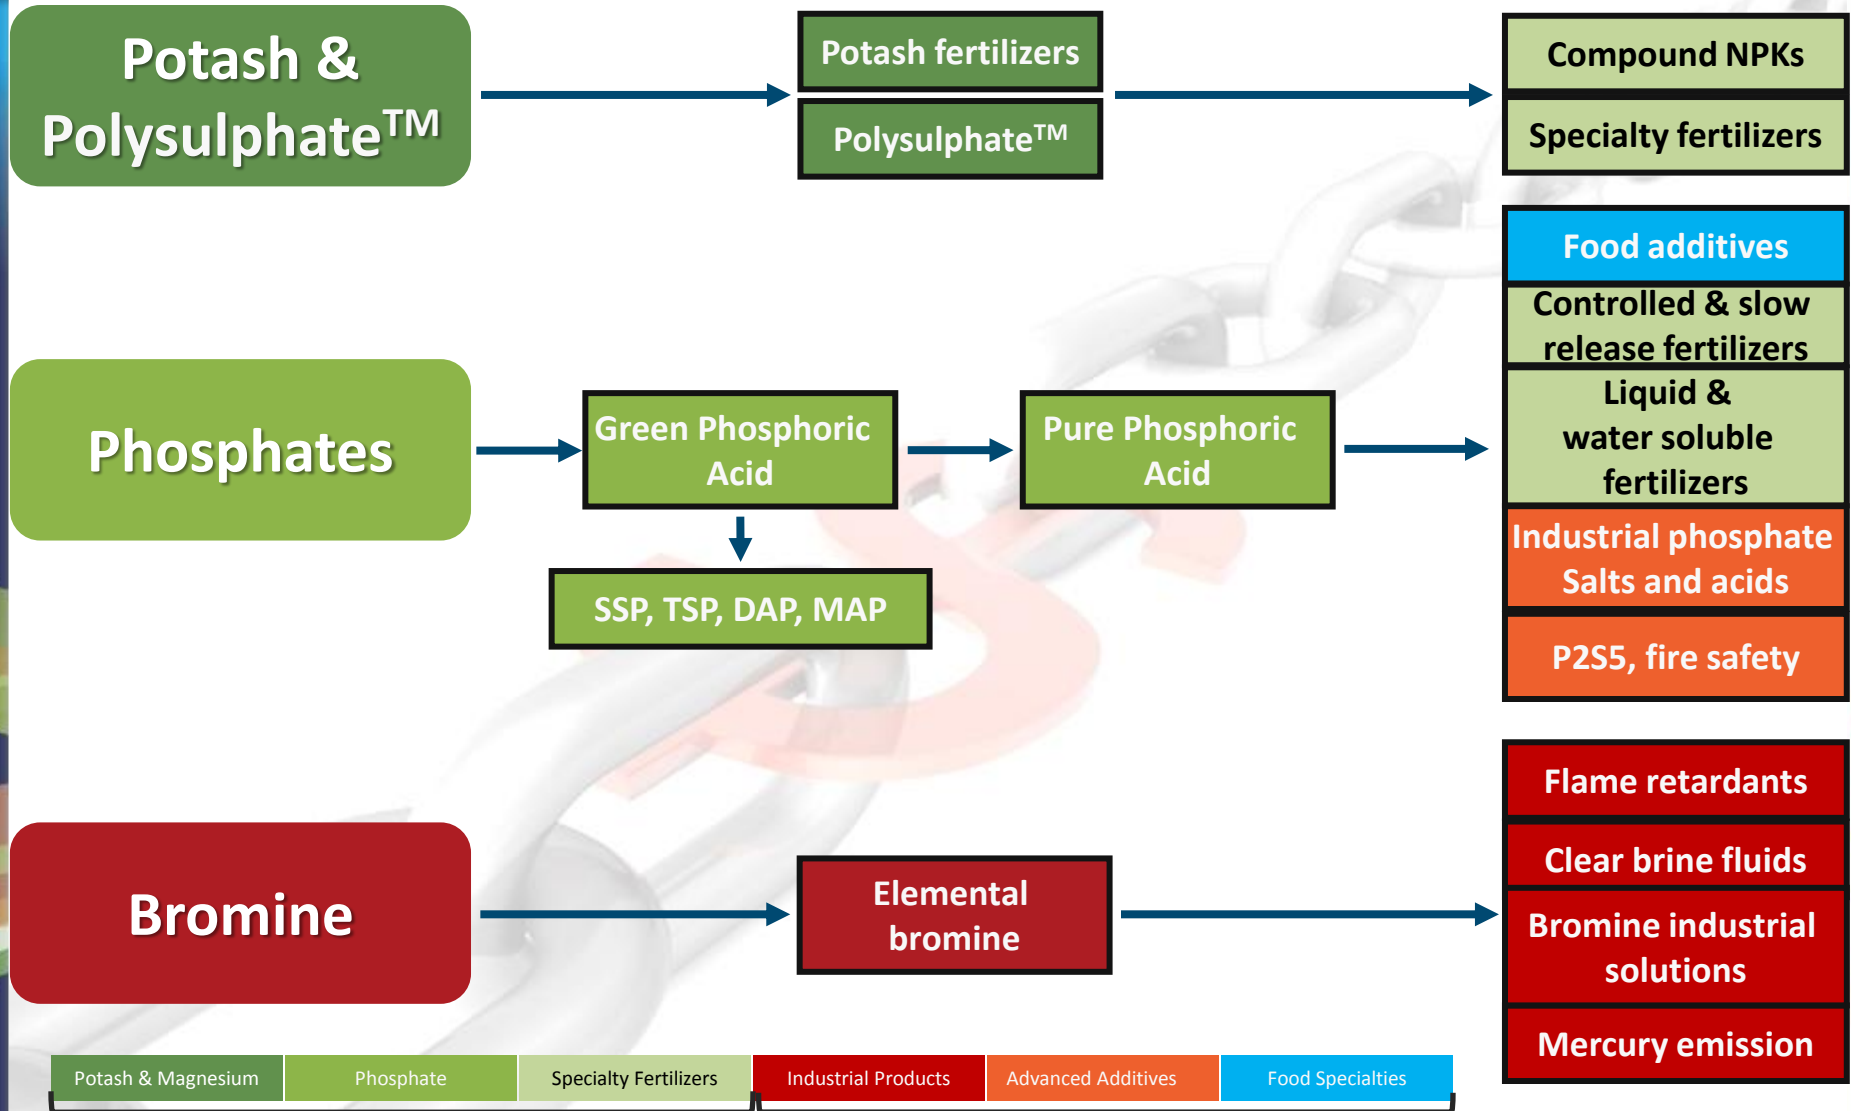 Potash &
Polysulphate™
Potash fertilizers
Polysulphate™
Compound NPKs
Specialty fertilizers
Phosphates
Green Phosphoric
Acid
SSP, TSP, DAP, MAP
Pure Phosphoric
Acid
Food additives
Controlled & slow
release fertilizers
Liquid &
water soluble
fertilizers
Industrial phosphate
Salts and acids
P2S5, fire safety
Bromine
Elemental
bromine
Flame retardants
Clear brine fluids
Bromine industrial
solutions
Mercury emission
Potash & Magnesium
Phosphate
Specialty Fertilizers
Industrial Products
Advanced Additives
Food Specialties